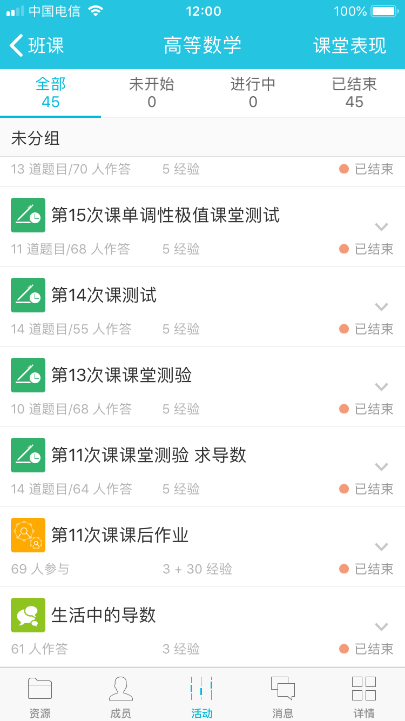 中国电信 12:00 100%
班课 高等数学 课堂表现
全部 未开始 进行中 已结束
45 0 0 45
未分组
13 道题目/70 人作答 5 经验 已结束
第15次课单调性极值课堂测试
11 道题目/68 人作答 5 经验 已结束
第14次课测试
14 道题目/55 人作答 5 经验 已结束
第13次课课堂测验
10 道题目/68 人作答 5 经验 已结束
第11次课课堂测验 求导数
14 道题目/64 人作答 5 经验 已结束
第11次课课后作业
69 人参与 3 + 30 经验 已结束
生活中的导数
61 人作答 3 经验 已结束
资源 成员 活动 消息 详情